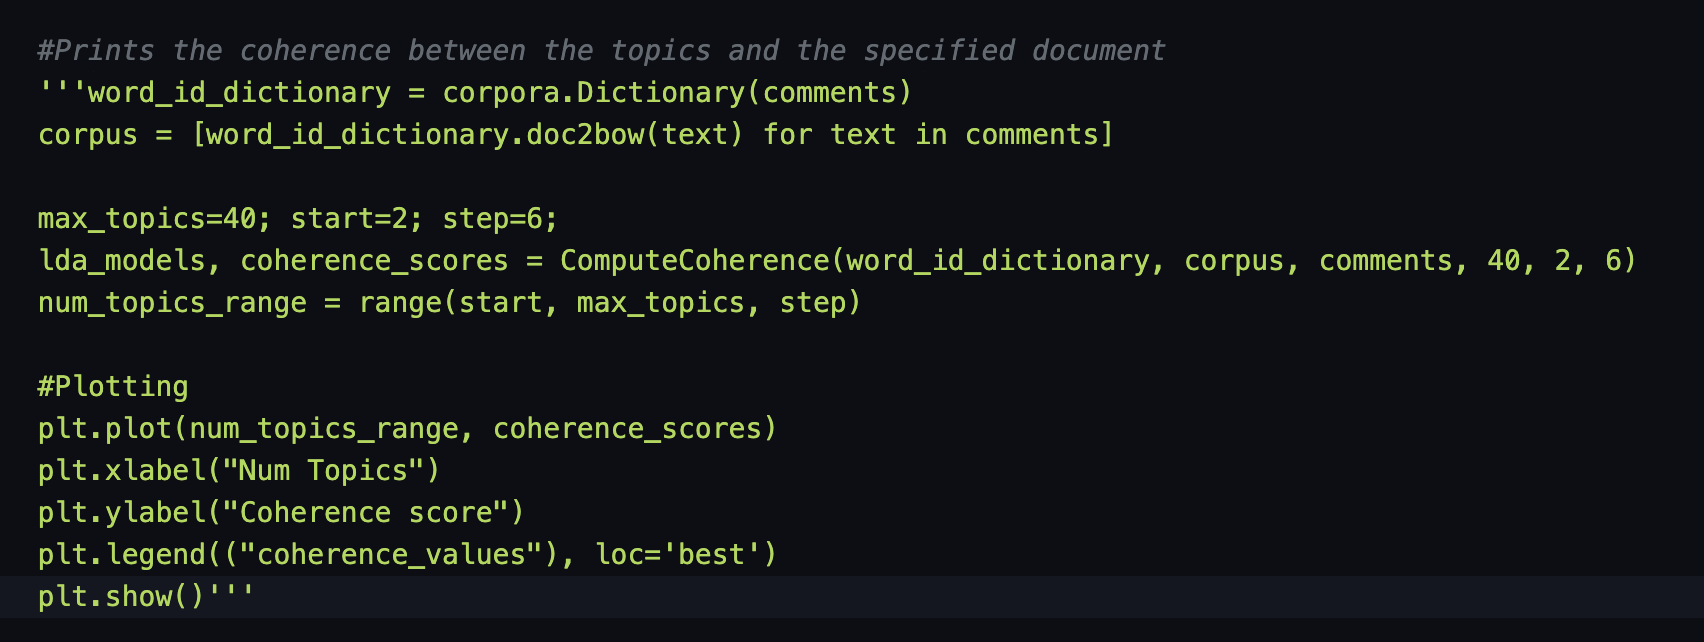 #Prints the coherence between the topics and the specified document
'''word_id_dictionary = corpora.Dictionary(comments)
corpus = [word_id_dictionary.doc2bow(text) for text in comments]
max_topics=40; start=2; step=6;
lda_models, coherence_scores = ComputeCoherence(word_id_dictionary, corpus, comments, 40, 2, 6)
num_topics_range = range(start, max_topics, step)
#Plotting
plt.plot(num_topics_range, coherence_scores)
plt.xlabel("Num Topics")
plt.ylabel("Coherence score")
plt.legend(("coherence_values"), loc='best')
plt.show()'''